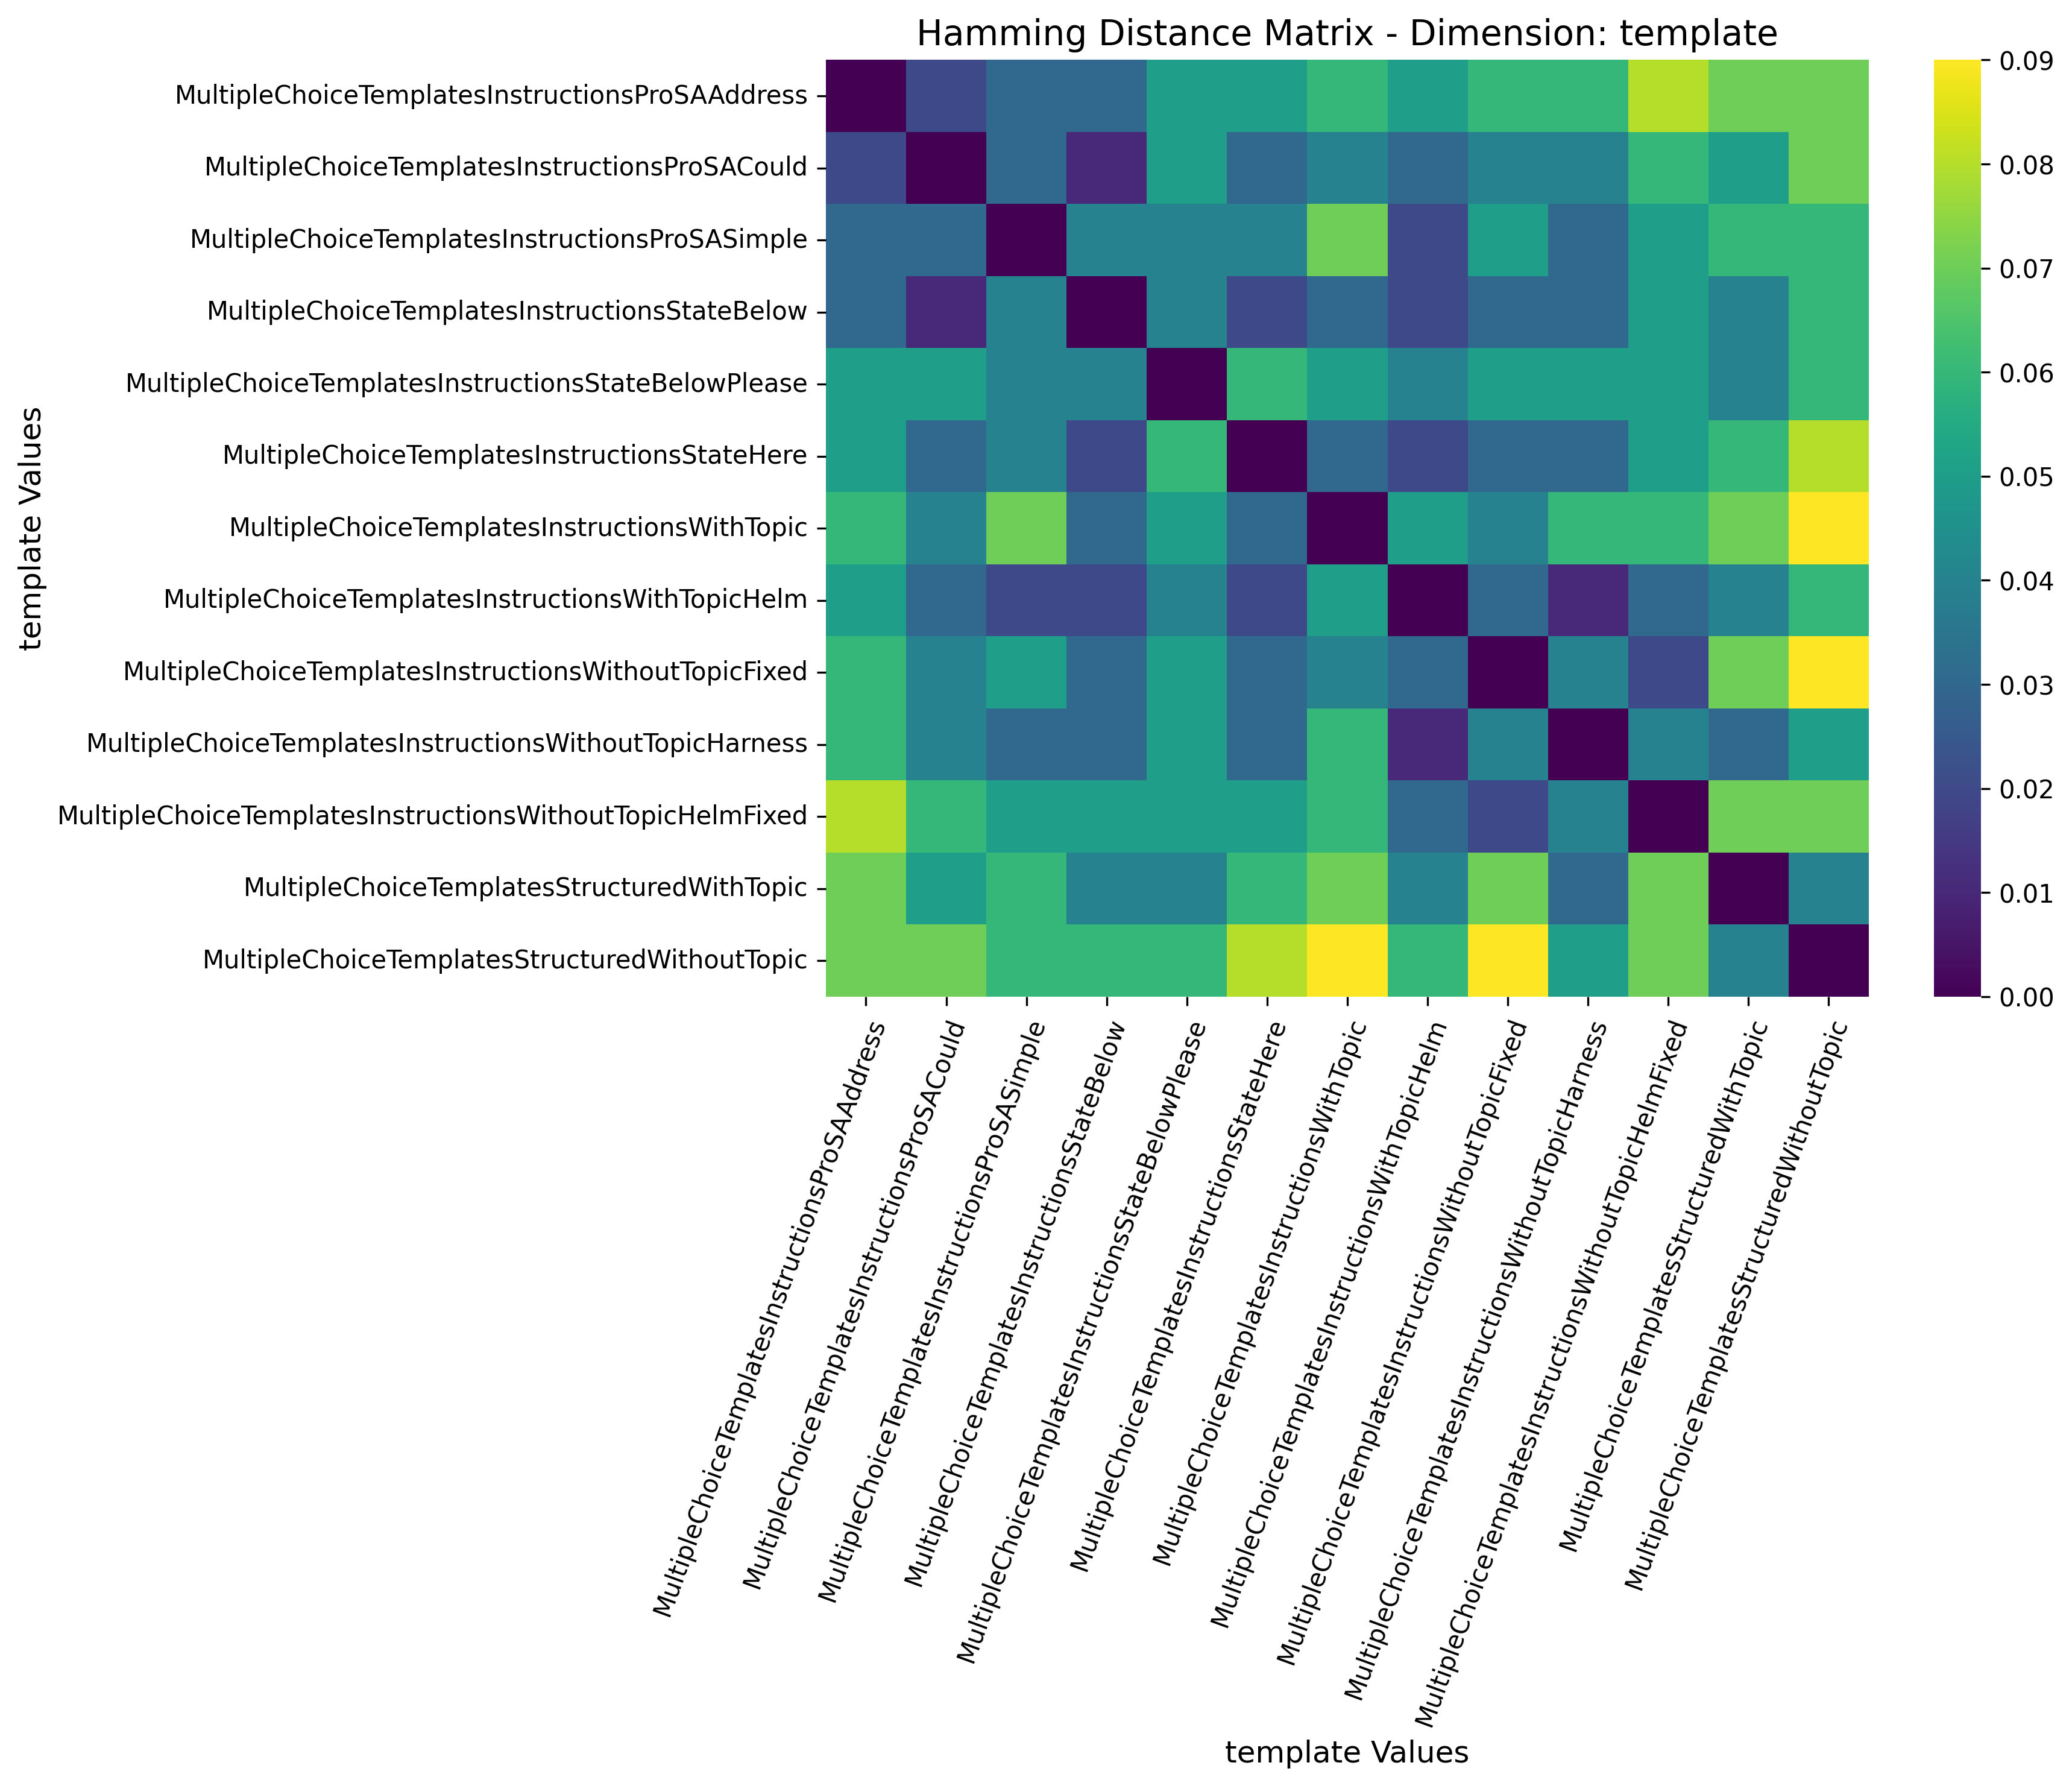 Hamming Distance Matrix - Dimension: template
template Values
MultipleChoiceTemplatesInstructionsProSAAddress
MultipleChoiceTemplatesInstructionsProSACould
MultipleChoiceTemplatesInstructionsProSASimple
MultipleChoiceTemplatesInstructionsStateBelow
MultipleChoiceTemplatesInstructionsStateBelowPlease
MultipleChoiceTemplatesInstructionsStateHere
MultipleChoiceTemplatesInstructionsWithTopic
MultipleChoiceTemplatesInstructionsWithTopicHelm
MultipleChoiceTemplatesInstructionsWithoutTopicFixed
MultipleChoiceTemplatesInstructionsWithoutTopicHarness
MultipleChoiceTemplatesInstructionsWithoutTopicHelmFixed
MultipleChoiceTemplatesStructuredWithTopic
MultipleChoiceTemplatesStructuredWithoutTopic
0.09
0.08
0.07
0.06
0.05
0.04
0.03
0.02
0.01
0.00
MultipleChoiceTemplatesInstructionsProSAAddress
MultipleChoiceTemplatesInstructionsProSACould
MultipleChoiceTemplatesInstructionsProSASimple
MultipleChoiceTemplatesInstructionsStateBelow
MultipleChoiceTemplatesInstructionsStateBelowPlease
MultipleChoiceTemplatesInstructionsStateHere
MultipleChoiceTemplatesInstructionsWithTopic
MultipleChoiceTemplatesInstructionsWithTopicHelm
MultipleChoiceTemplatesInstructionsWithoutTopicFixed
MultipleChoiceTemplatesInstructionsWithoutTopicHarness
MultipleChoiceTemplatesInstructionsWithoutTopicHelmFixed
MultipleChoiceTemplatesStructuredWithTopic
MultipleChoiceTemplatesStructuredWithoutTopic
template Values